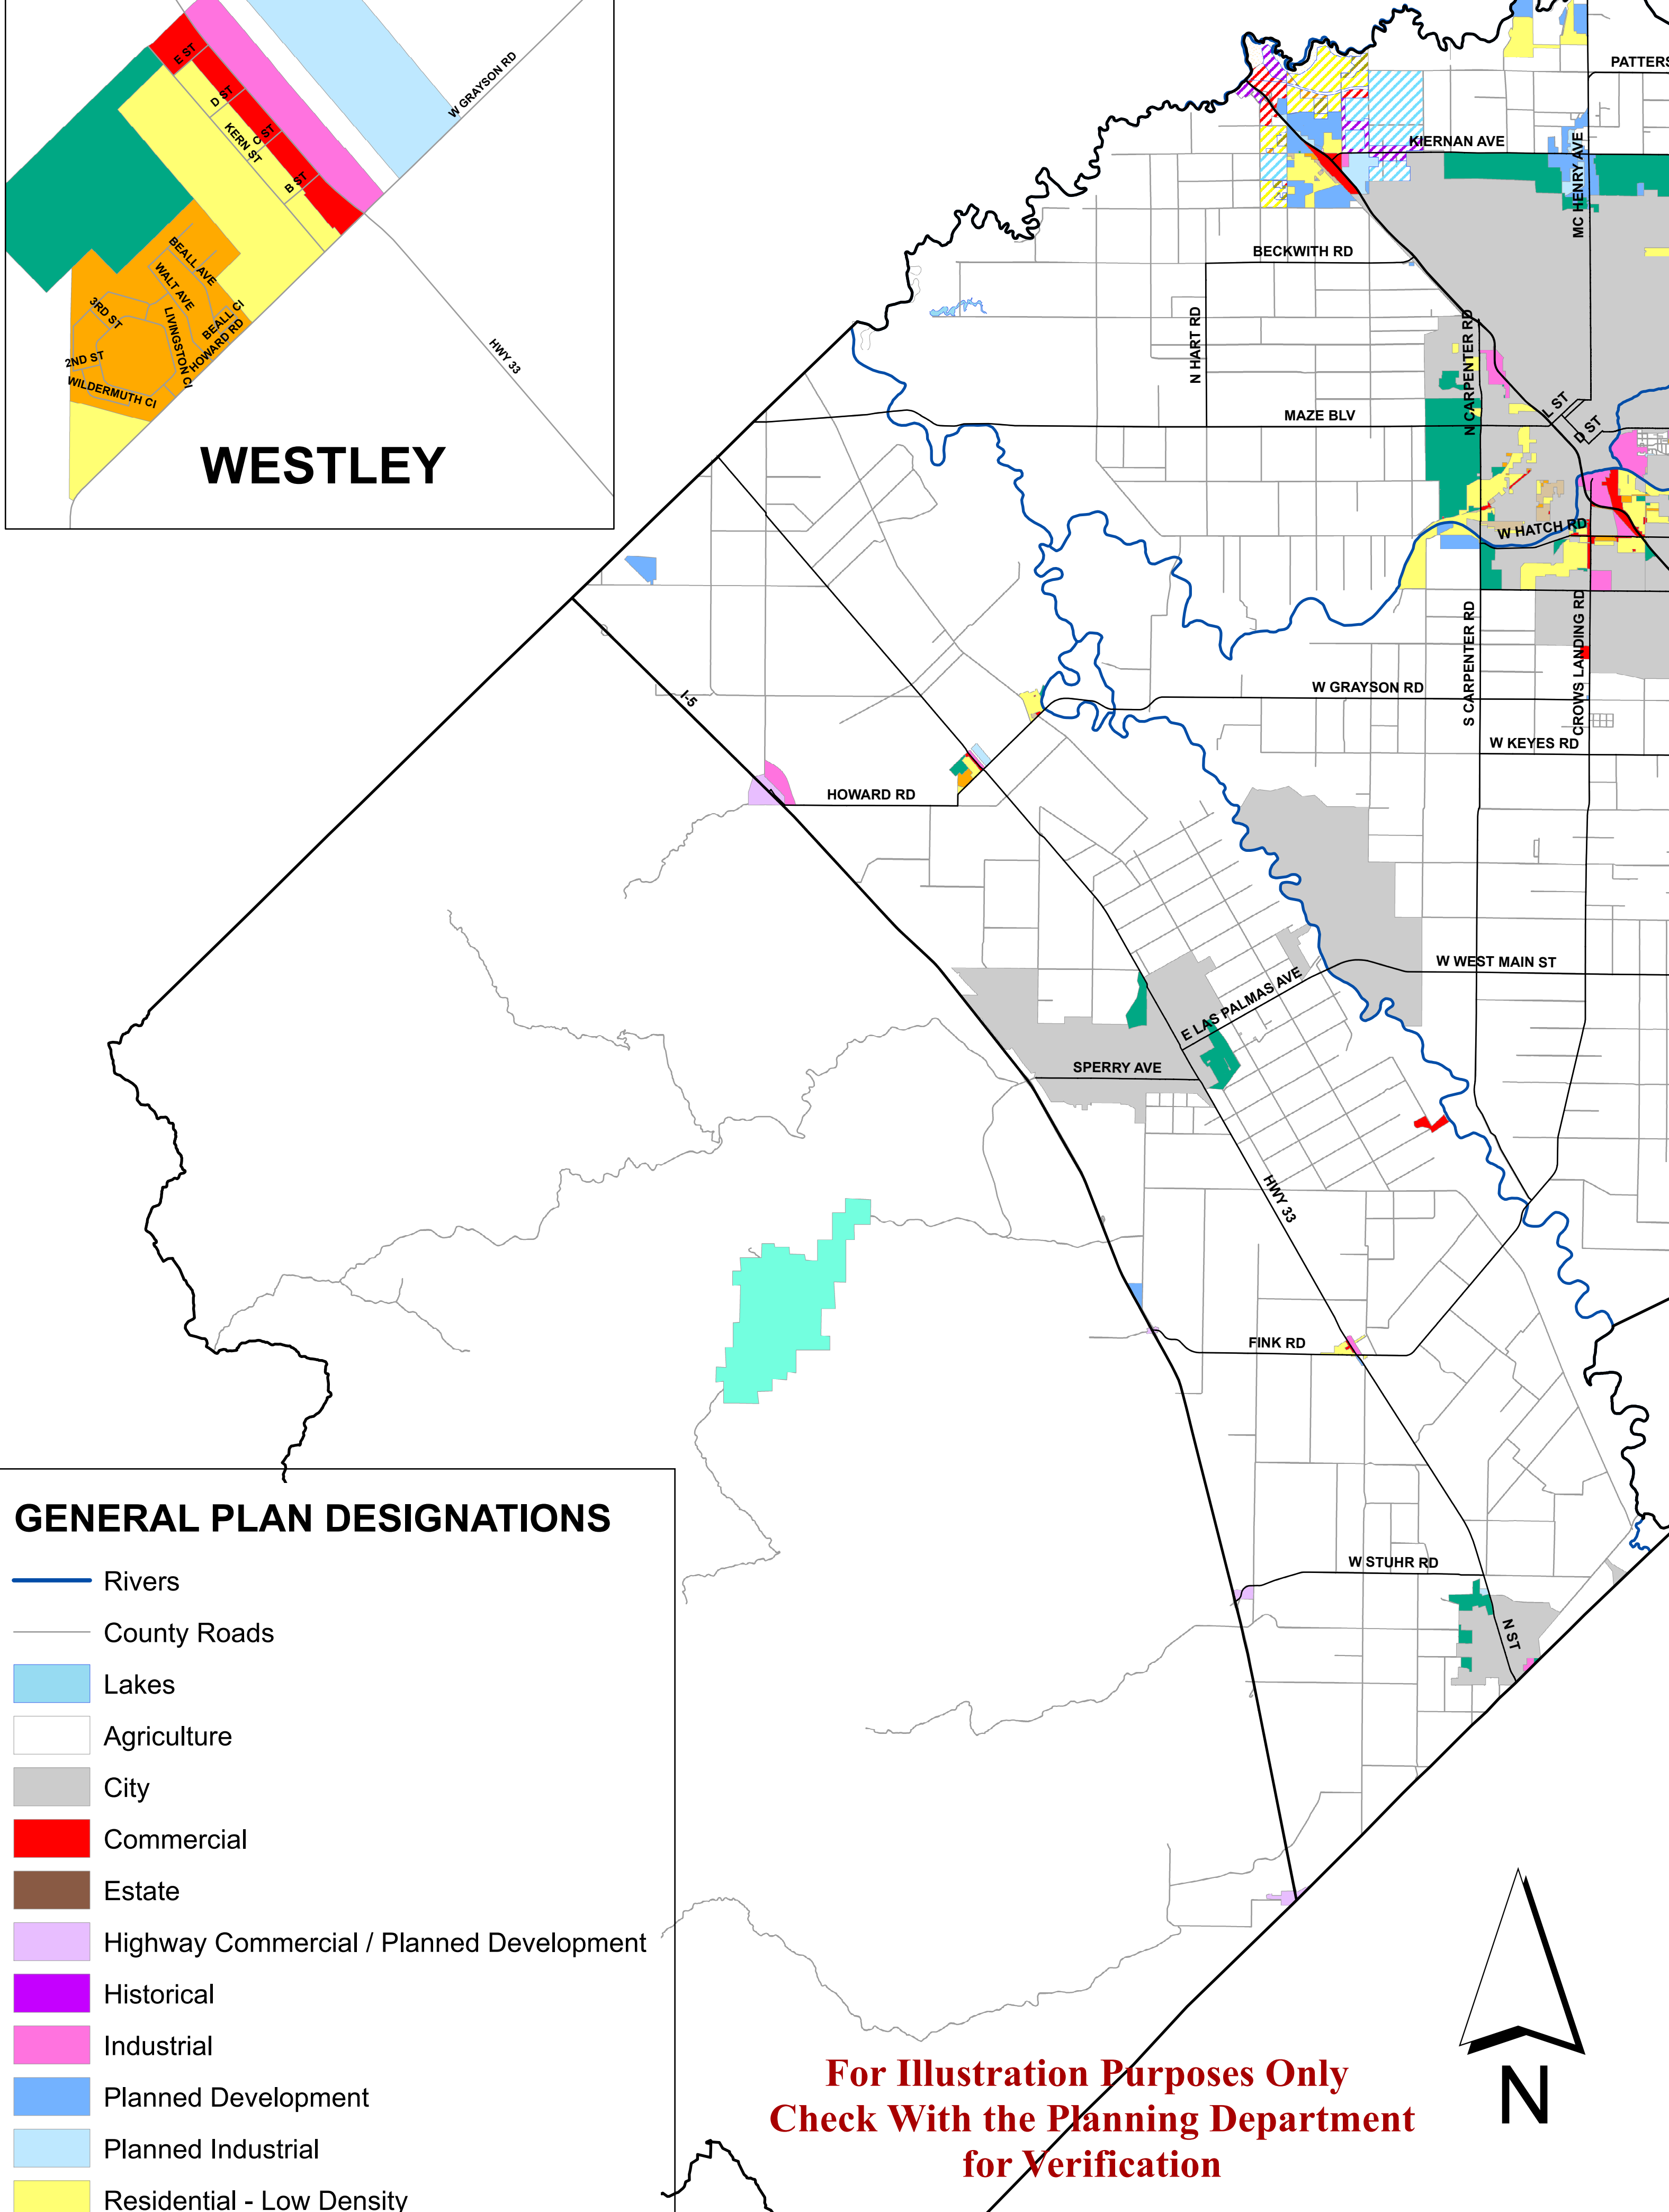 E ST
D ST
C ST
KERN ST
B ST
W GRAYSON RD
BEALL AVE
WALT AVE
3RD ST
LIVINGSTON CI
BEALL CI
HOWARD RD
2ND ST
WILDERMUTH CI
HWY 33
WESTLEY
PATTERS
KIERNAN AVE
MC HENRY AVE
BECKWITH RD
N HART RD
N CARPENTER RD
MAZE BLV
L ST
D ST
W HATCH RD
S CARPENTER RD
CROWS LANDING RD
W GRAYSON RD
W KEYES RD
I-5
HOWARD RD
W WEST MAIN ST
E LAS PALMAS AVE
SPERRY AVE
HWY 33
FINK RD
W STUHR RD
N ST
GENERAL PLAN DESIGNATIONS
Rivers
County Roads
Lakes
Agriculture
City
Commercial
Estate
Highway Commercial / Planned Development
Historical
Industrial
Planned Development
Planned Industrial
Residential - Low Density
For Illustration Purposes Only
Check With the Planning Department
for Verification
N